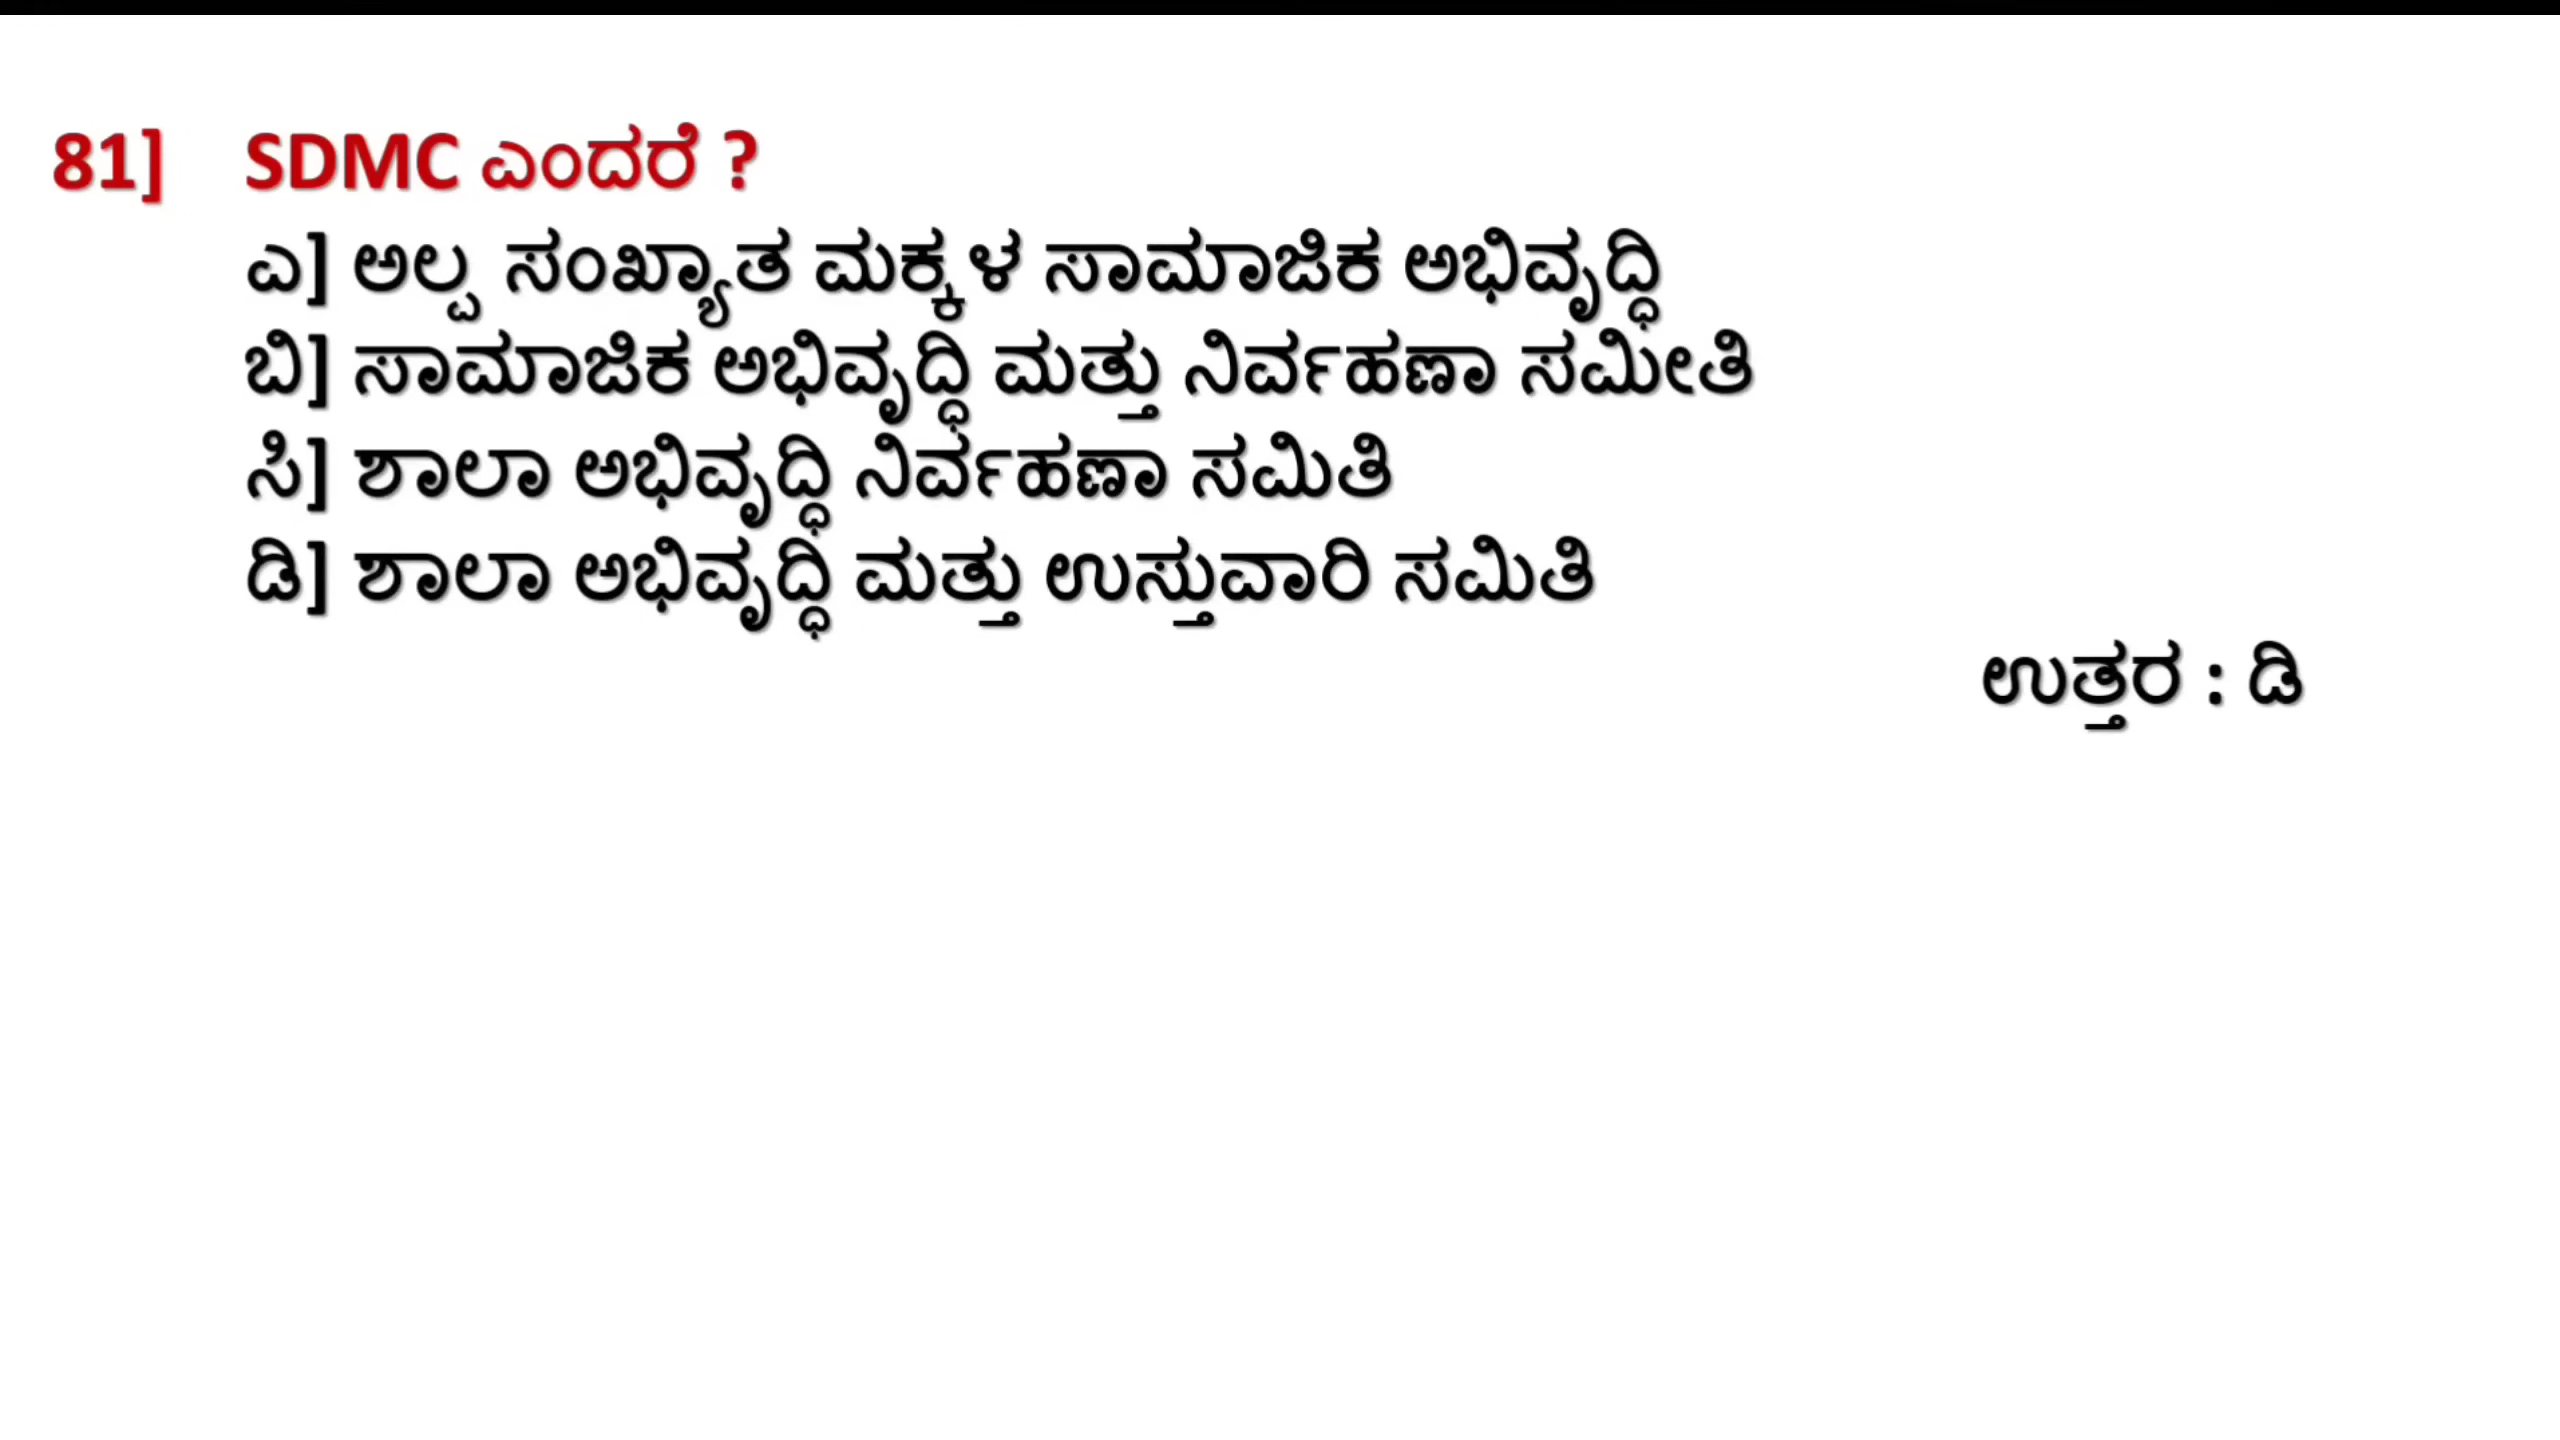 81] SDMC ಎಂದರೆ ?
ಎ] ಅಲ್ಪ ಸಂಖ್ಯಾತ ಮಕ್ಕಳ ಸಾಮಾಜಿಕ ಅಭಿವೃದ್ಧಿ
ಬಿ] ಸಾಮಾಜಿಕ ಅಭಿವೃದ್ಧಿ ಮತ್ತು ನಿರ್ವಹಣಾ ಸಮೀತಿ
ಸಿ] ಶಾಲಾ ಅಭಿವೃದ್ಧಿ ನಿರ್ವಹಣಾ ಸಮಿತಿ
ಡಿ] ಶಾಲಾ ಅಭಿವೃದ್ಧಿ ಮತ್ತು ಉಸ್ತುವಾರಿ ಸಮಿತಿ
ಉತ್ತರ : ಡಿ